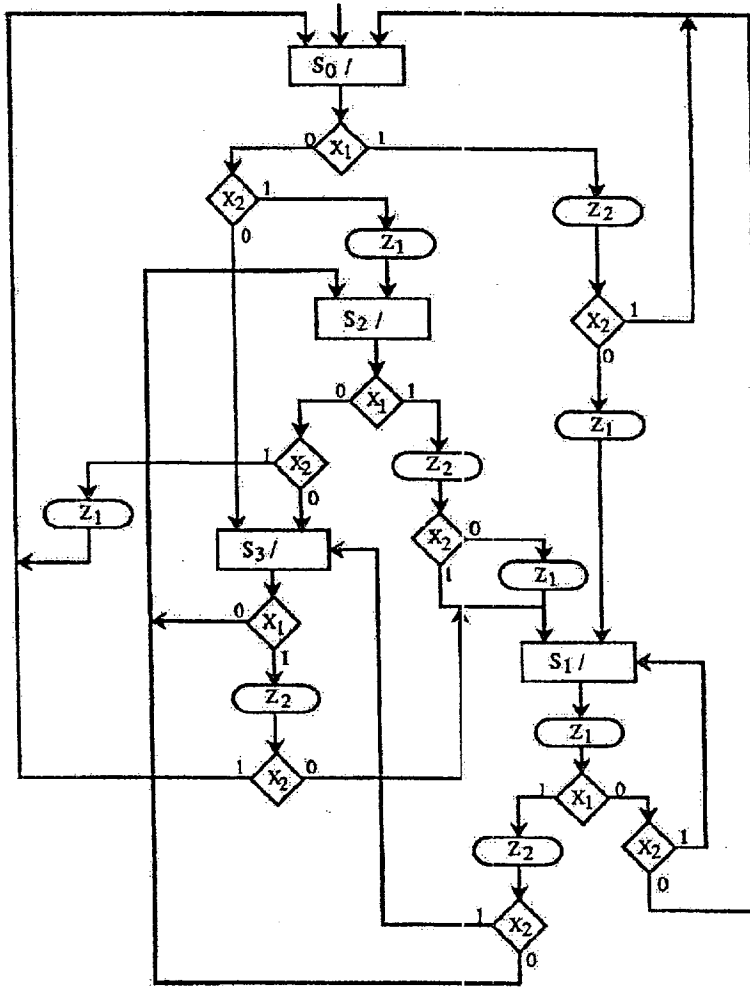 S₀ /
0 X₁ 1
X₂ 1
0
Z₂
Z₁
S₂ /
X₂ 1
0
0 X₁ 1
Z₁
1 X₂
0
Z₂
Z₁
X₂ 0
1
S₃ /
Z₁
0 X₁
1
S₁ /
Z₂
Z₁
1 X₂ 0
1 X₁ 0
Z₂
X₂ 1
0
1 X₂
0